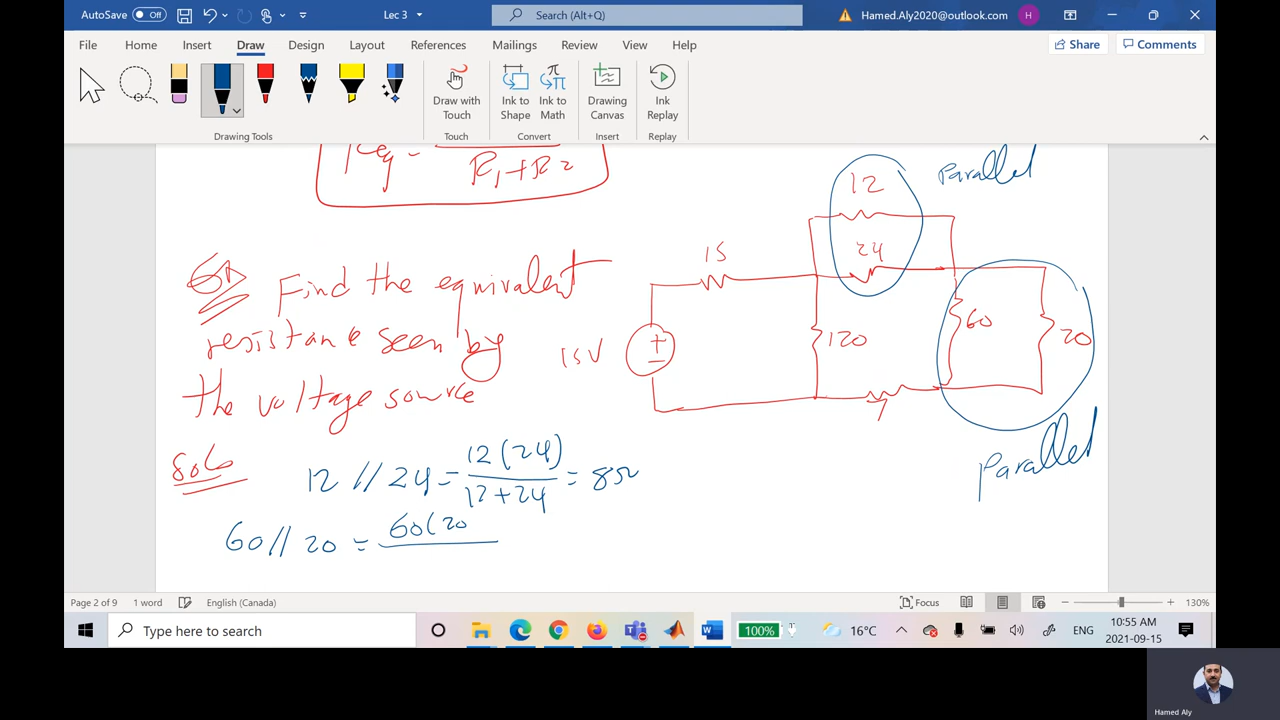 AutoSave Off
Lec 3
Search (Alt+Q)
Hamed.Aly2020@outlook.com
H
File Home Insert Draw Design Layout References Mailings Review View Help
Share Comments
Draw with Touch
Ink to Shape
Ink to Math
Drawing Canvas
Ink Replay
Drawing Tools Touch Convert Insert Replay
Req =
R1 + R2
Parallel
12
24
15
60
120
20
15V
+
Find the equivalent
resistance seen by
the voltage source
Parallel
12 // 24 = 12(24) / 12+24 = 8Ω
60 // 20 = 60(20
Page 2 of 9 1 word English (Canada) Focus 130%
Type here to search
100%
16°C
ENG
10:55 AM
2021-09-15
Hamed Aly